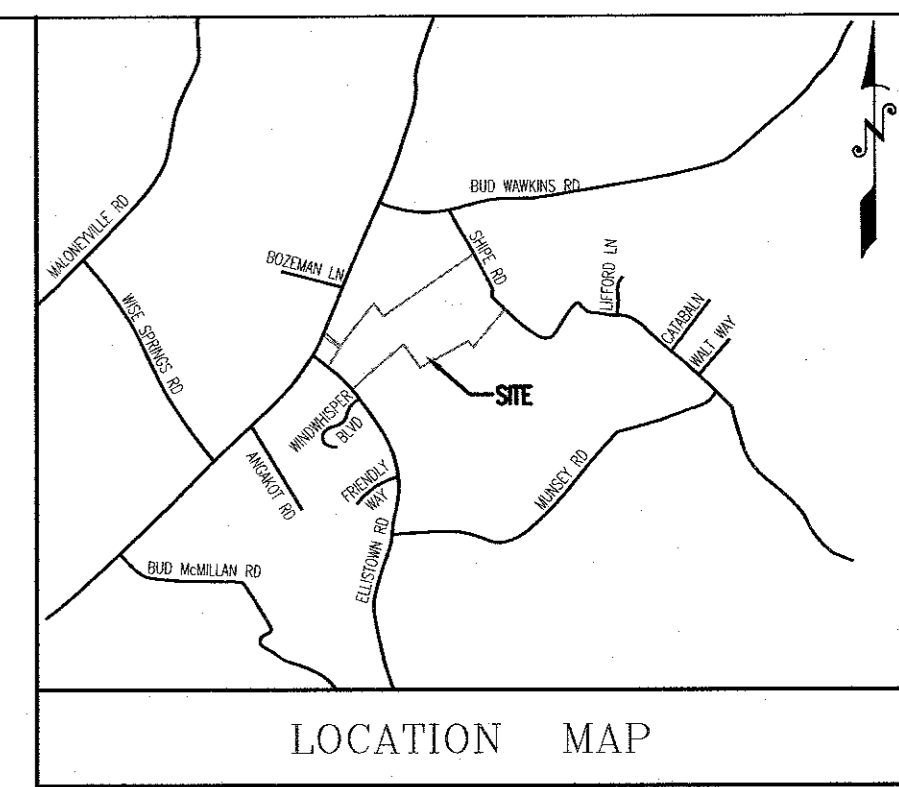 MALONEYVILLE RD
WISE SPRINGS RD
BOZEMAN LN
BUD WAWKINS RD
SHIPE RD
LIFFORD LN
CATABALN
WALT WAY
SITE
WINDWHISPER
BLVD
FRIENDLY
WAY
ANGAKOT RD
MUNSEY RD
ELLISTOWN RD
BUD McMILLAN RD
N
LOCATION MAP